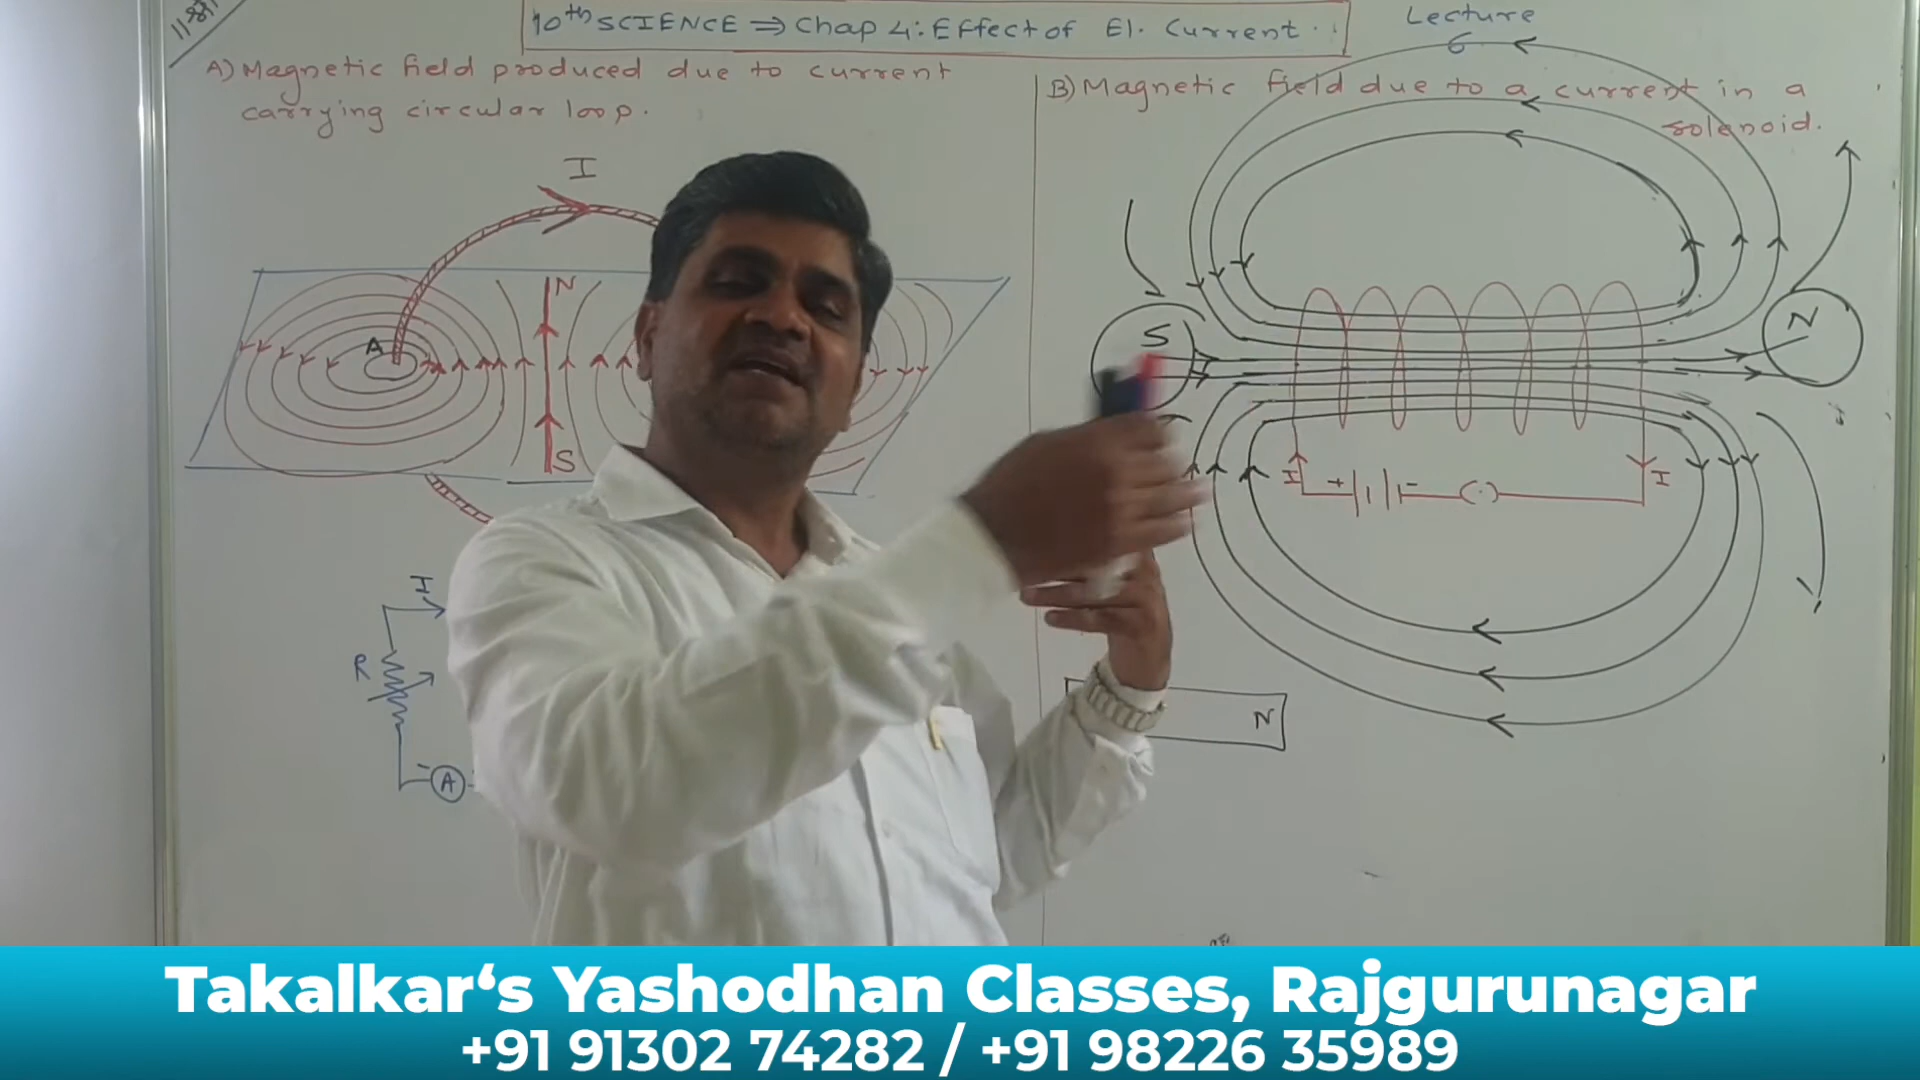 ॥श्री॥
10th SCIENCE ⇒ Chap 4: Effect of El. Current.
Lecture
6
A) Magnetic field produced due to current
carrying circular loop.
I
N
A
S
I
R
A
B) Magnetic field due to a current in a
solenoid.
S
N
I
+
-
I
N
Takalkar‘s Yashodhan Classes, Rajgurunagar
+91 91302 74282 / +91 98226 35989